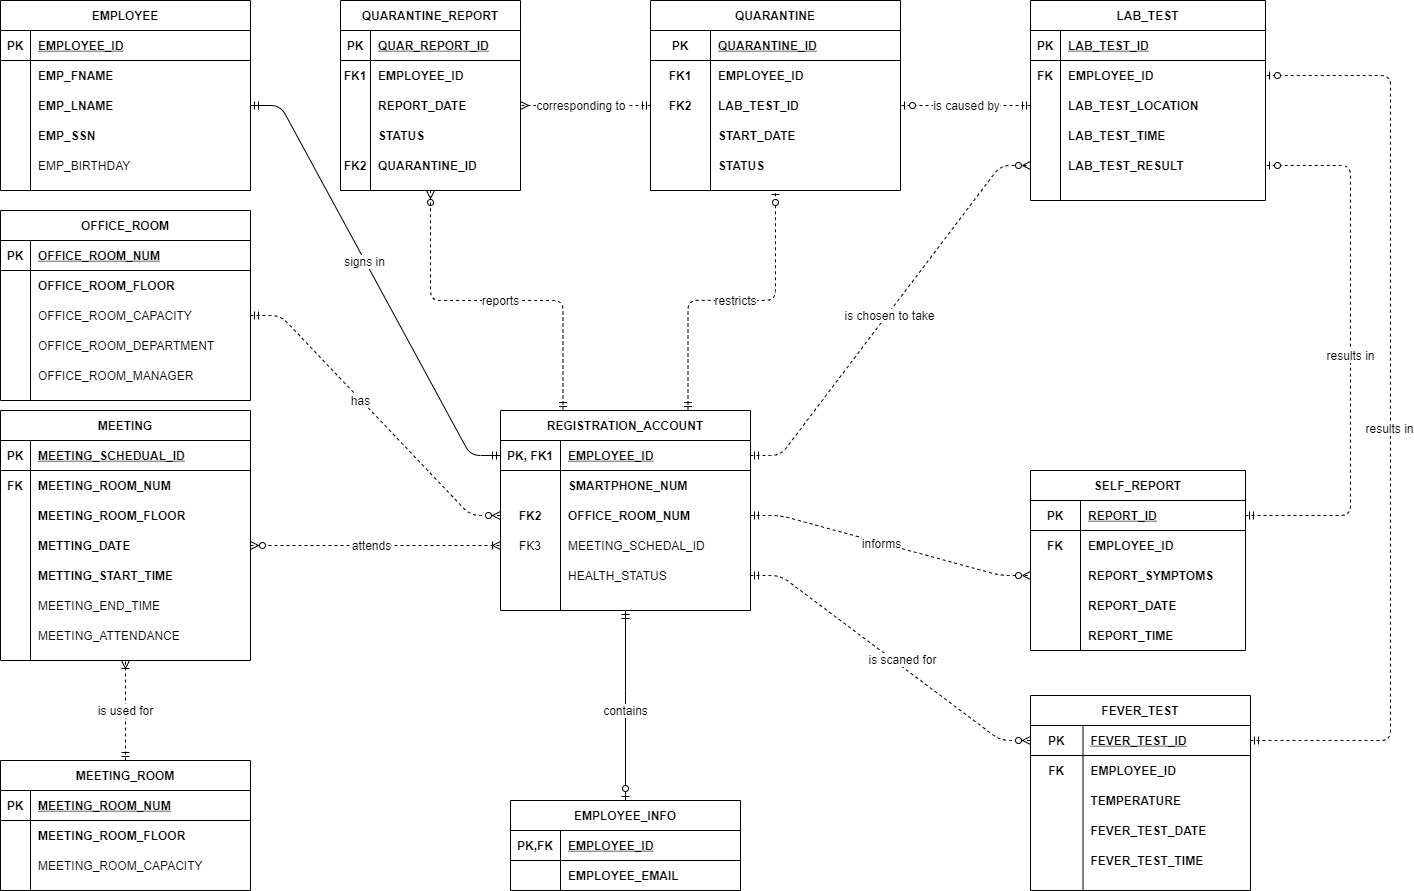 EMPLOYEE
PK EMPLOYEE_ID
EMP_FNAME
EMP_LNAME
EMP_SSN
EMP_BIRTHDAY
QUARANTINE_REPORT
PK QUAR_REPORT_ID
FK1 EMPLOYEE_ID
REPORT_DATE
STATUS
FK2 QUARANTINE_ID
corresponding to
QUARANTINE
PK QUARANTINE_ID
FK1 EMPLOYEE_ID
FK2 LAB_TEST_ID
START_DATE
STATUS
is caused by
LAB_TEST
PK LAB_TEST_ID
FK EMPLOYEE_ID
LAB_TEST_LOCATION
LAB_TEST_TIME
LAB_TEST_RESULT
OFFICE_ROOM
PK OFFICE_ROOM_NUM
OFFICE_ROOM_FLOOR
OFFICE_ROOM_CAPACITY
OFFICE_ROOM_DEPARTMENT
OFFICE_ROOM_MANAGER
signs in
reports
restricts
is chosen to take
results in
has
results in
MEETING
PK MEETING_SCHEDUAL_ID
FK MEETING_ROOM_NUM
MEETING_ROOM_FLOOR
METTING_DATE
METTING_START_TIME
MEETING_END_TIME
MEETING_ATTENDANCE
attends
REGISTRATION_ACCOUNT
PK, FK1 EMPLOYEE_ID
SMARTPHONE_NUM
FK2 OFFICE_ROOM_NUM
FK3 MEETING_SCHEDAL_ID
HEALTH_STATUS
informs
SELF_REPORT
PK REPORT_ID
FK EMPLOYEE_ID
REPORT_SYMPTOMS
REPORT_DATE
REPORT_TIME
is scaned for
is used for
contains
FEVER_TEST
PK FEVER_TEST_ID
FK EMPLOYEE_ID
TEMPERATURE
FEVER_TEST_DATE
FEVER_TEST_TIME
MEETING_ROOM
PK MEETING_ROOM_NUM
MEETING_ROOM_FLOOR
MEETING_ROOM_CAPACITY
EMPLOYEE_INFO
PK,FK EMPLOYEE_ID
EMPLOYEE_EMAIL